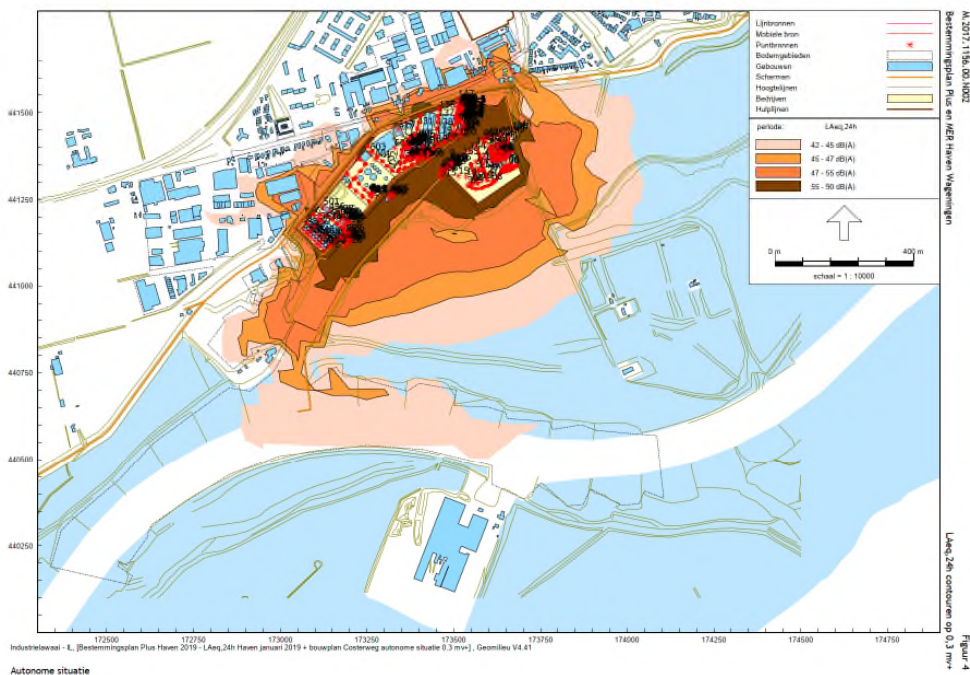 M.2017.1156.00.N002
Bestemmingsplan Plus en MER Haven Wageningen
Lijnbronnen
Mobiele bron
Puntbronnen
Bodemgebieden
Gebouwen
Schermen
Hoogtelijnen
Bedrijven
Hulplijnen
periode: LAeq,24h
42 - 45 dB(A)
45 - 47 dB(A)
47 - 55 dB(A)
55 - 90 dB(A)
0 m 400 m
schaal = 1 : 10000
441500
441250
441000
440750
440500
440250
172500 172750 173000 173250 173500 173750 174000 174250 174500 174750
LAeq,24h contouren op 0,3 mv+
Figuur 4
Industrielawaai - IL, [Bestemmingsplan Plus Haven 2019 - LAeq,24h Haven januari 2019 + bouwplan Costerweg autonome situatie 0.3 mv+] , Geomilieu V4.41
Autonome situatie